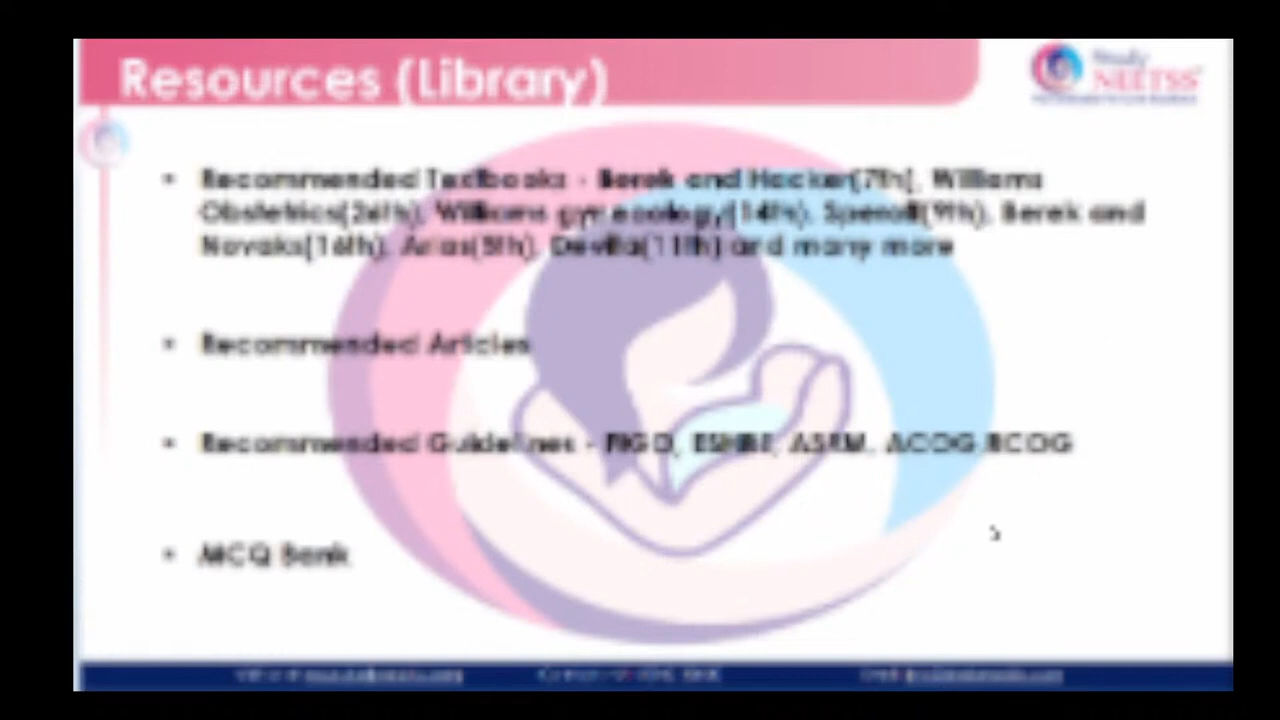 Resources (Library)
Study
NEETSS
• Recommended Textbooks - Berek and Hacker(7th), Williams
Obstetrics(26th), Williams gynecology(14th), Speroff(9th), Berek and
Novaks(16th), Arias(5th), Devita(11th) and many more
• Recommended Articles
• Recommended Guidelines - FIGO, ESHRE, ASRM, ACOG,RCOG
• MCQ Bank